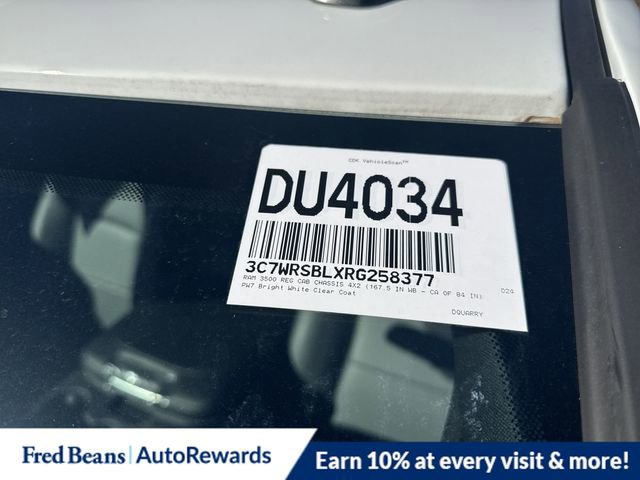 CDK VehicleScan™
DU4034
3C7WRSBLXRG258377
RAM 3500 REG CAB CHASSIS 4X2 (167.5 IN WB - CA OF 84 IN) D24
PW7 Bright White Clear Coat
DQUARRY
Fred Beans AutoRewards Earn 10% at every visit & more!